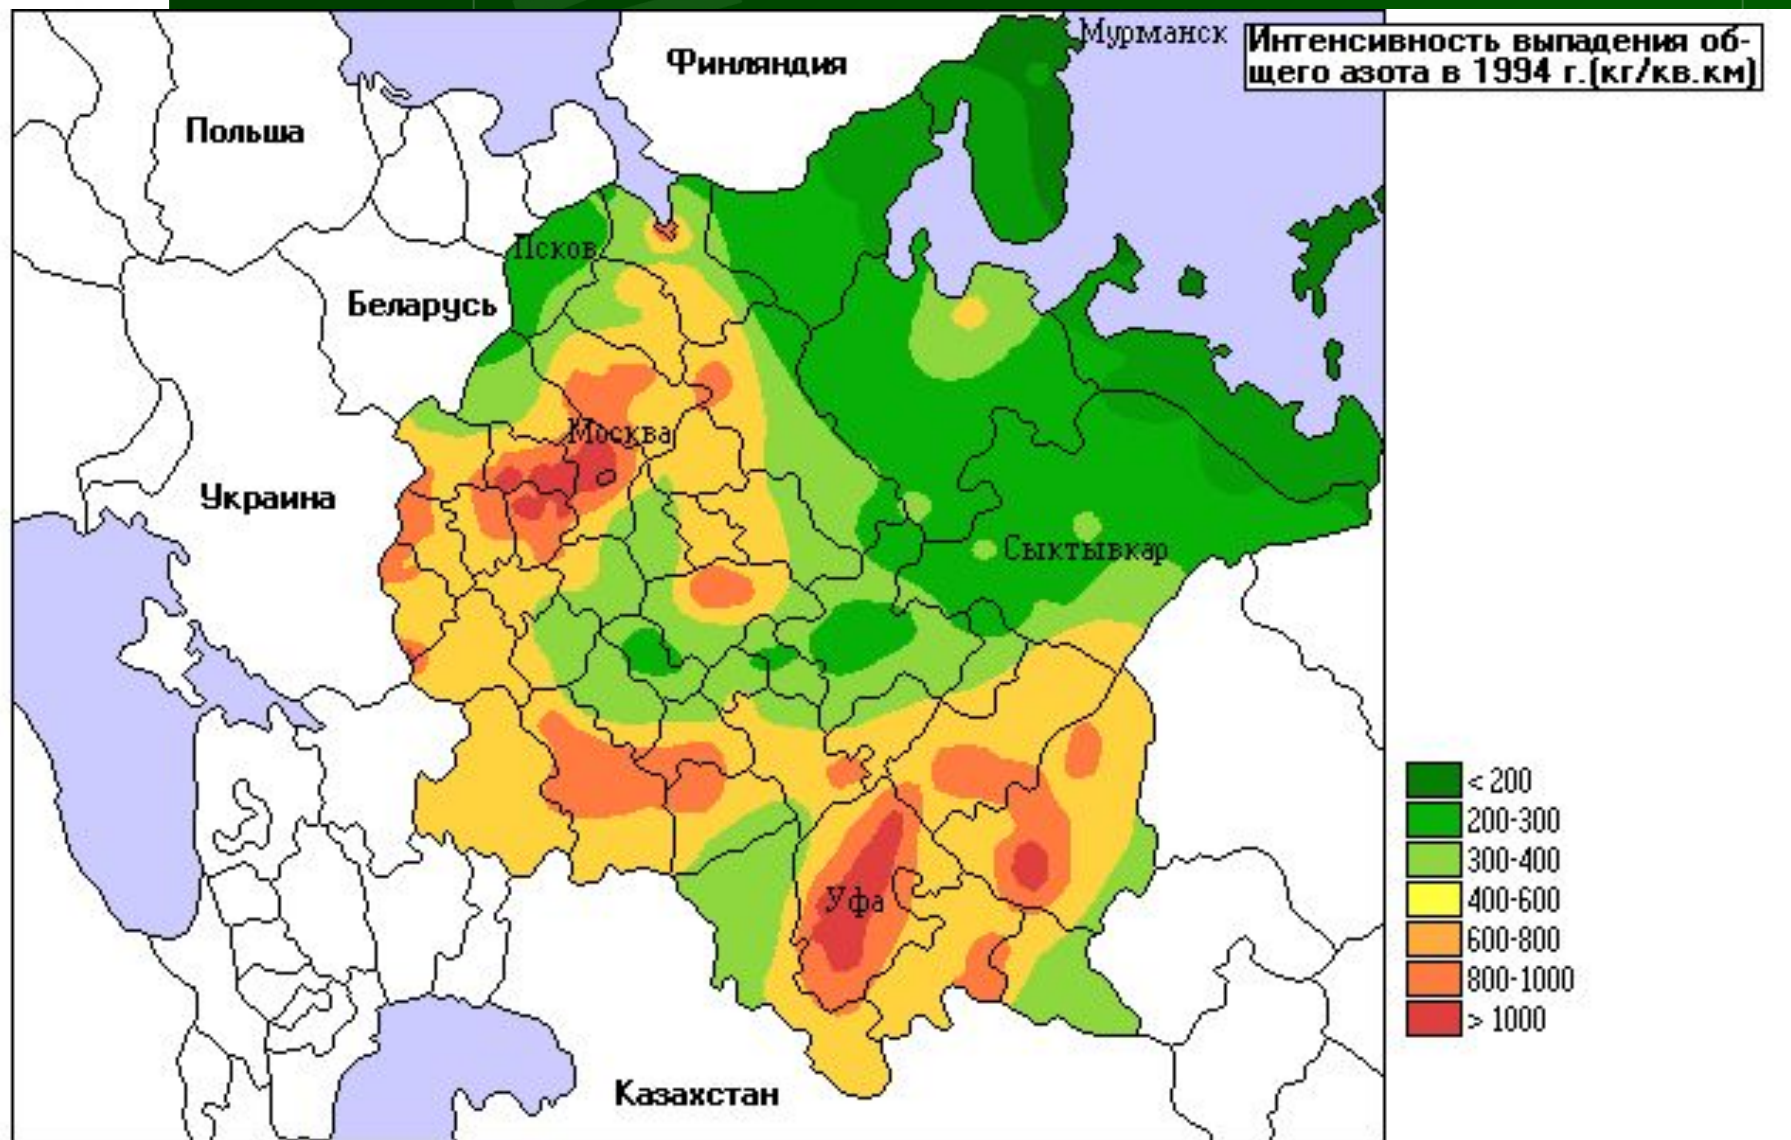 Интенсивность выпадения об-
щего азота в 1994 г.(кг/кв.км)
Мурманск
Финляндия
Польша
Псков
Беларусь
Москва
Украина
Сыктывкар
Уфа
Казахстан
< 200
200-300
300-400
400-600
600-800
800-1000
> 1000